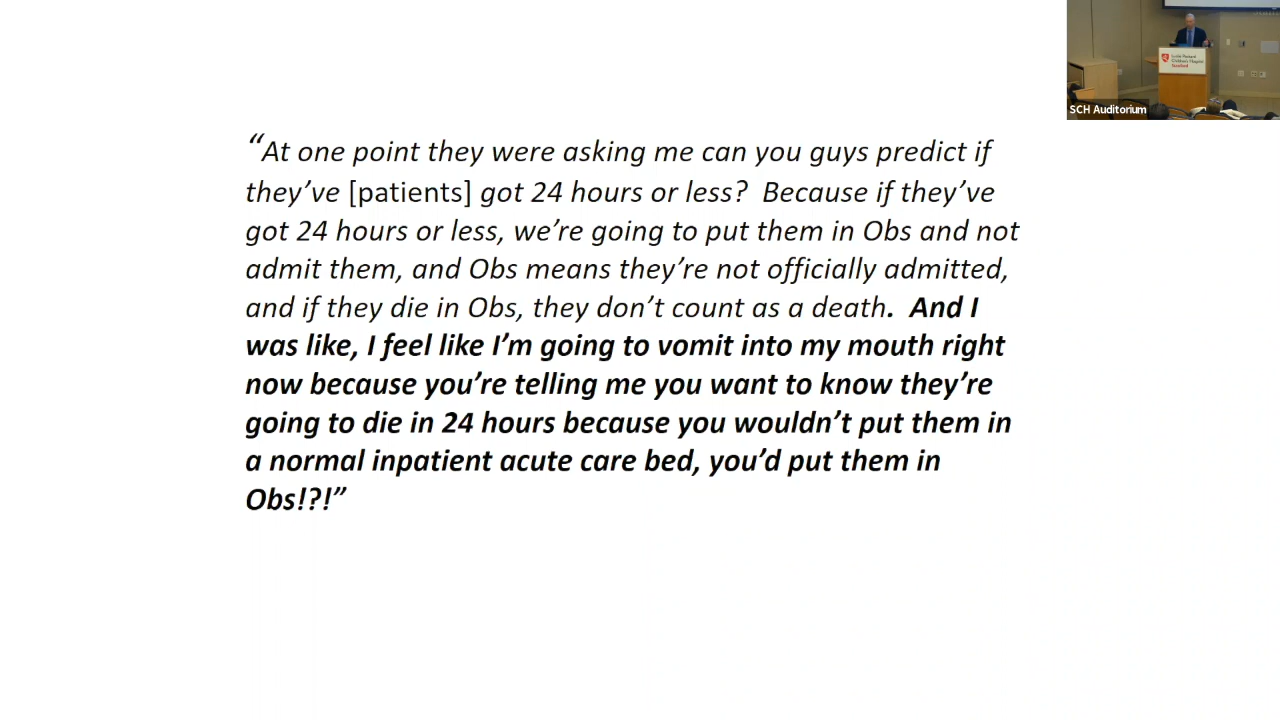 “At one point they were asking me can you guys predict if
they’ve [patients] got 24 hours or less?  Because if they’ve
got 24 hours or less, we’re going to put them in Obs and not
admit them, and Obs means they’re not officially admitted,
and if they die in Obs, they don’t count as a death.  And I
was like, I feel like I’m going to vomit into my mouth right
now because you’re telling me you want to know they’re
going to die in 24 hours because you wouldn’t put them in
a normal inpatient acute care bed, you’d put them in
Obs!?!”
Lucile Packard
Children's Hospital
Stanford
SCH Auditorium